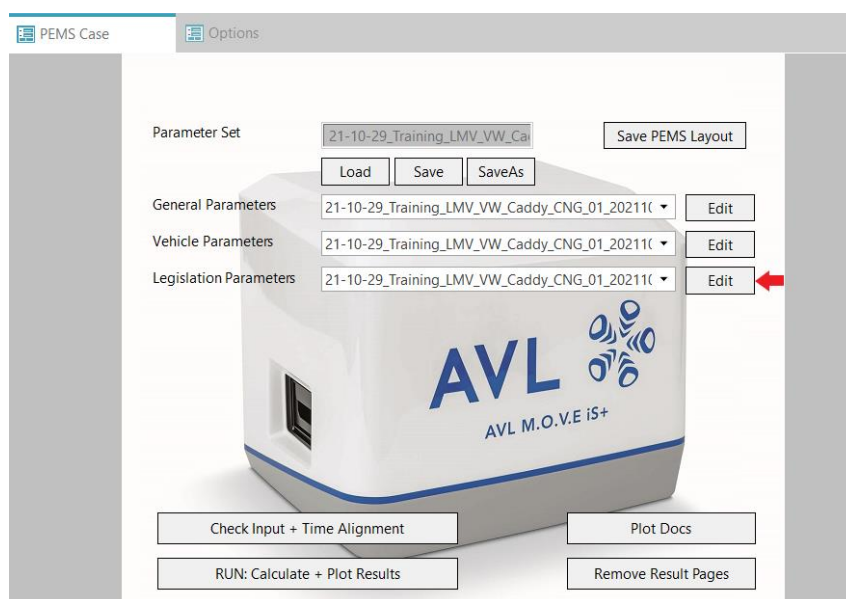 PEMS Case
Options
Parameter Set
21-10-29_Training_LMV_VW_Ca
Save PEMS Layout
Load
Save
SaveAs
General Parameters
21-10-29_Training_LMV_VW_Caddy_CNG_01_20211(
Edit
Vehicle Parameters
21-10-29_Training_LMV_VW_Caddy_CNG_01_20211(
Edit
Legislation Parameters
21-10-29_Training_LMV_VW_Caddy_CNG_01_20211(
Edit
AVL
AVL M.O.V.E iS+
Check Input + Time Alignment
Plot Docs
RUN: Calculate + Plot Results
Remove Result Pages